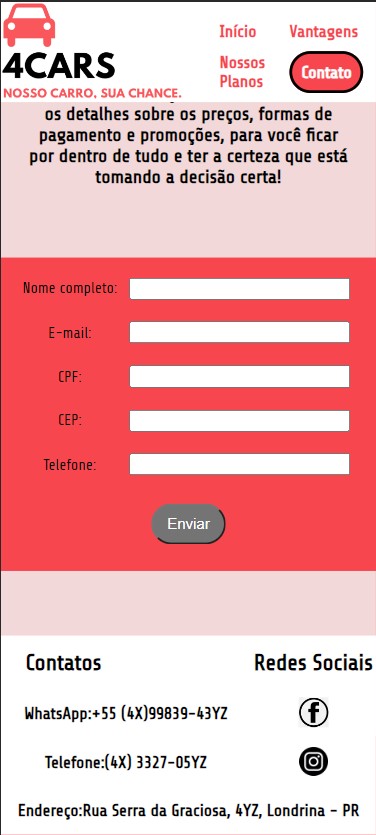 4CARS
NOSSO CARRO, SUA CHANCE.
Início
Vantagens
Nossos
Planos
Contato
os detalhes sobre os preços, formas de
pagamento e promoções, para você ficar
por dentro de tudo e ter a certeza que está
tomando a decisão certa!
Nome completo:
E-mail:
CPF:
CEP:
Telefone:
Enviar
Contatos
Redes Sociais
WhatsApp:+55 (4X)99839-43YZ
Telefone:(4X) 3327-05YZ
Endereço:Rua Serra da Graciosa, 4YZ, Londrina - PR